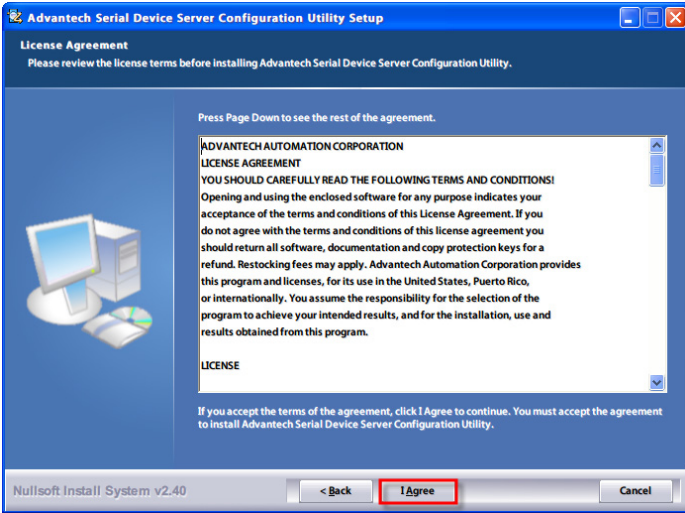 Advantech Serial Device Server Configuration Utility Setup
License Agreement
Please review the license terms before installing Advantech Serial Device Server Configuration Utility.
Press Page Down to see the rest of the agreement.
ADVANTECH AUTOMATION CORPORATION
LICENSE AGREEMENT
YOU SHOULD CAREFULLY READ THE FOLLOWING TERMS AND CONDITIONS!
Opening and using the enclosed software for any purpose indicates your
acceptance of the terms and conditions of this License Agreement. If you
do not agree with the terms and conditions of this license agreement you
should return all software, documentation and copy protection keys for a
refund. Restocking fees may apply. Advantech Automation Corporation provides
this program and licenses, for its use in the United States, Puerto Rico,
or internationally. You assume the responsibility for the selection of the
program to achieve your intended results, and for the installation, use and
results obtained from this program.
LICENSE
If you accept the terms of the agreement, click I Agree to continue. You must accept the agreement
to install Advantech Serial Device Server Configuration Utility.
Nullsoft Install System v2.40
< Back
I Agree
Cancel